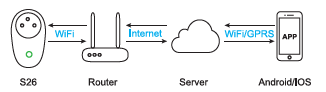 WiFi
Internet
WiFi/GPRS
APP
S26
Router
Server
Android/IOS